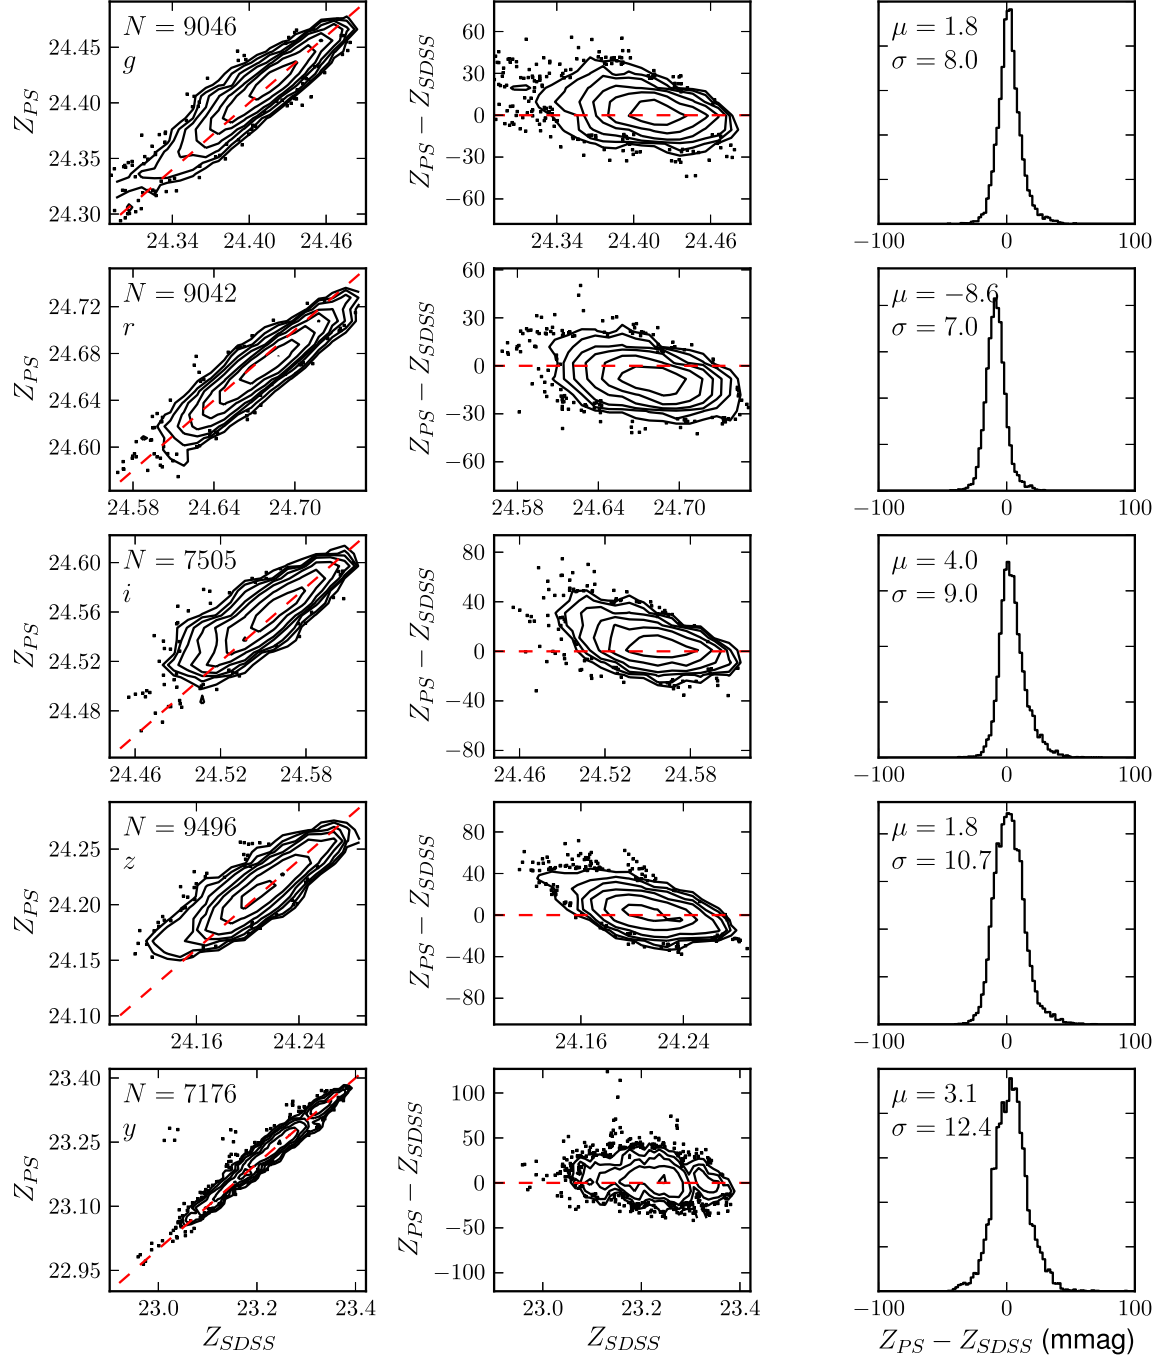 N = 9046
g
Z_PS
24.45
24.40
24.35
24.30
24.34 24.40 24.46
Z_PS − Z_SDSS
60
30
0
−30
−60
24.34 24.40 24.46
μ = 1.8
σ = 8.0
−100 0 100
N = 9042
r
Z_PS
24.72
24.68
24.64
24.60
24.58 24.64 24.70
Z_PS − Z_SDSS
60
30
0
−30
−60
24.58 24.64 24.70
μ = −8.6
σ = 7.0
−100 0 100
N = 7505
i
Z_PS
24.60
24.56
24.52
24.48
24.46 24.52 24.58
Z_PS − Z_SDSS
80
40
0
−40
−80
24.46 24.52 24.58
μ = 4.0
σ = 9.0
−100 0 100
N = 9496
z
Z_PS
24.25
24.20
24.15
24.10
24.16 24.24
Z_PS − Z_SDSS
80
40
0
−40
−80
24.16 24.24
μ = 1.8
σ = 10.7
−100 0 100
N = 7176
y
Z_PS
23.40
23.25
23.10
22.95
23.0 23.2 23.4
Z_SDSS
Z_PS − Z_SDSS
100
50
0
−50
−100
23.0 23.2 23.4
Z_SDSS
μ = 3.1
σ = 12.4
−100 0 100
Z_PS − Z_SDSS (mmag)